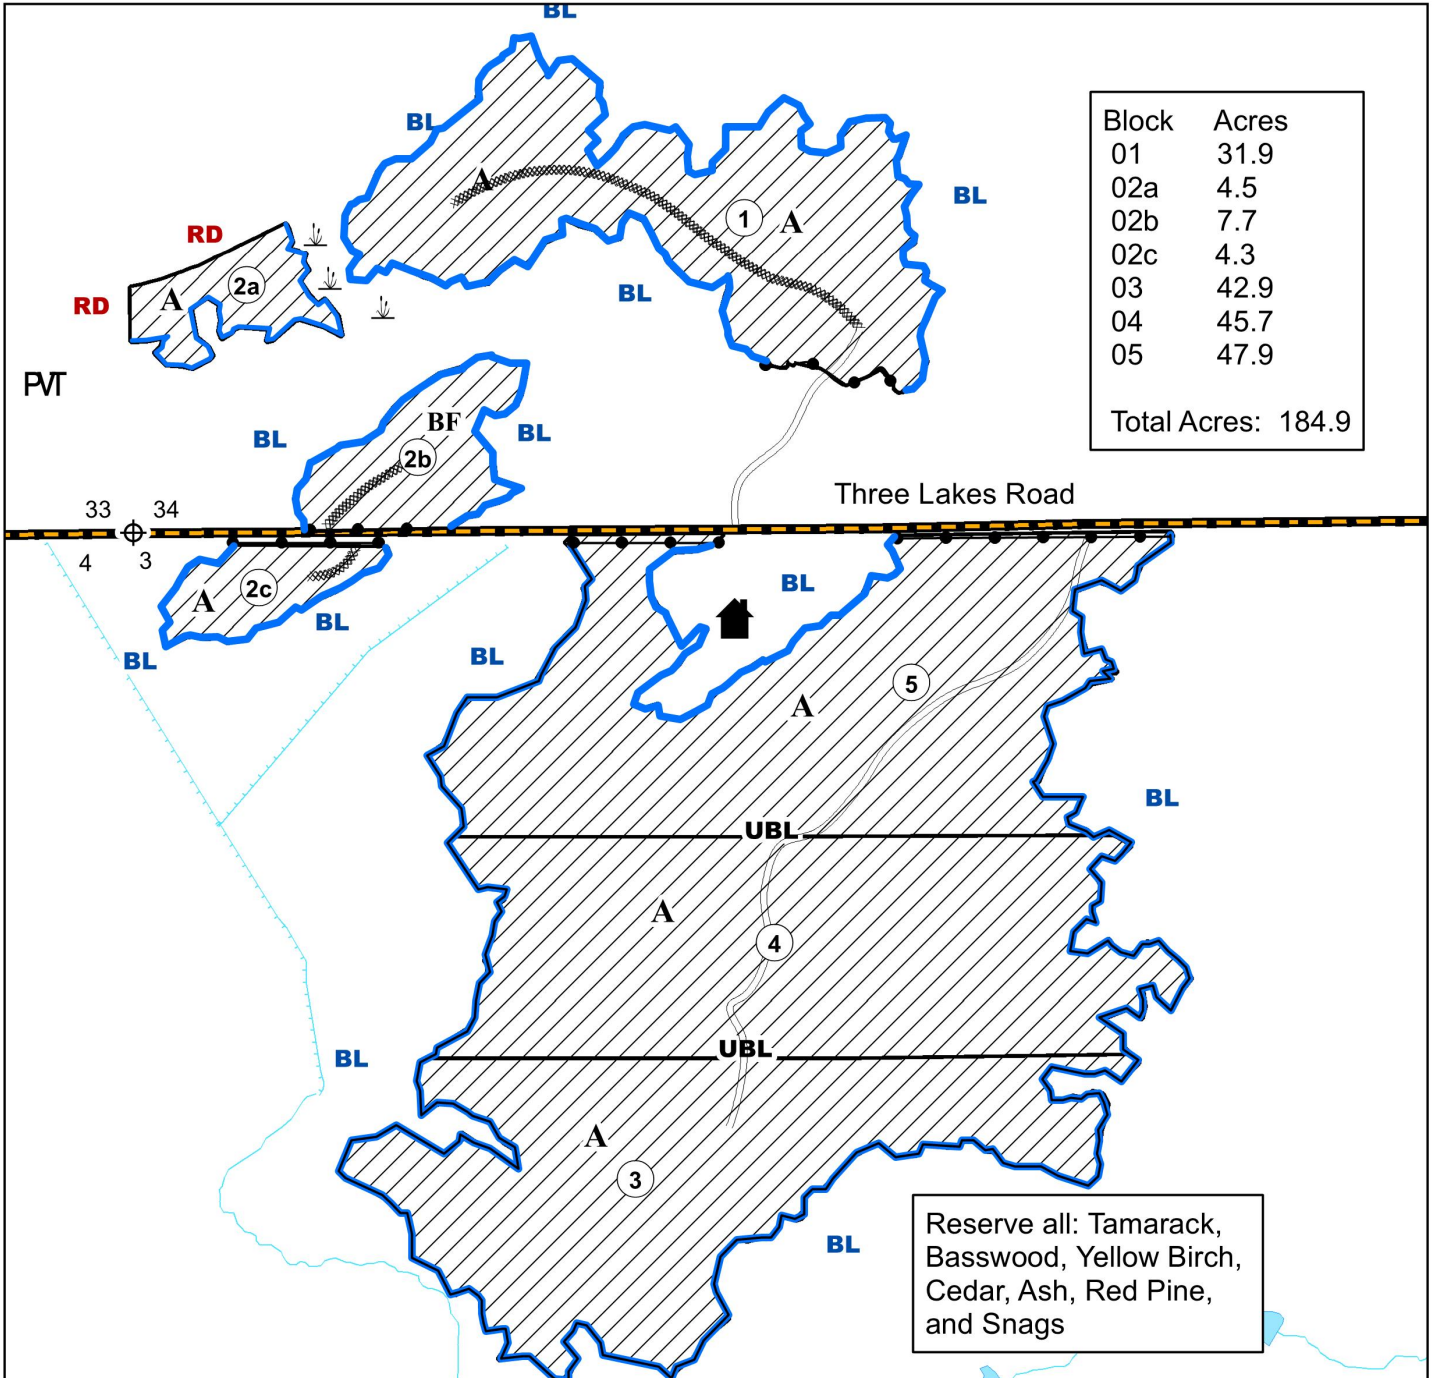 BL
BL
A
1
A
BL
BL
Block Acres
01 31.9
02a 4.5
02b 7.7
02c 4.3
03 42.9
04 45.7
05 47.9
Total Acres: 184.9
RD
RD
2a
A
PVT
BL
BF
2b
BL
Three Lakes Road
33 34
4 3
A
2c
BL
BL
BL
BL
5
A
BL
UBL
A
4
UBL
BL
A
3
BL
Reserve all: Tamarack,
Basswood, Yellow Birch,
Cedar, Ash, Red Pine,
and Snags